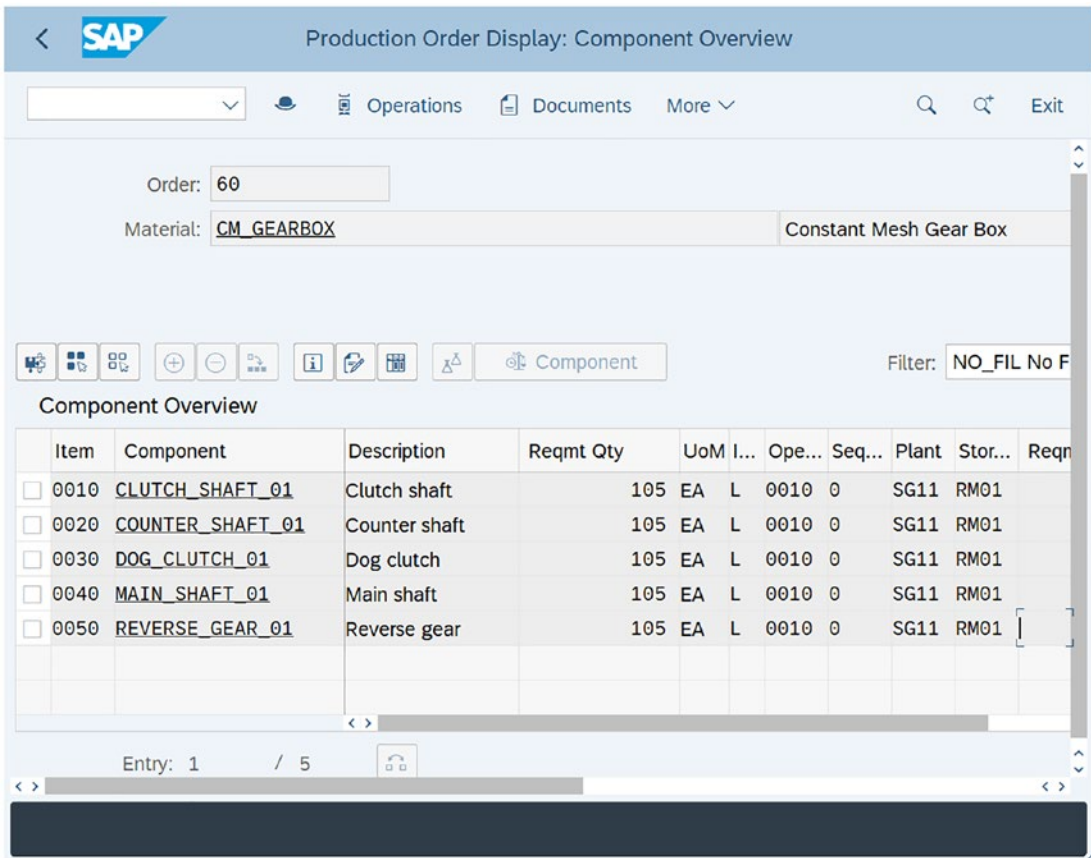 SAP Production Order Display: Component Overview
Operations Documents More Exit
Order: 60
Material: CM_GEARBOX Constant Mesh Gear Box
Component Filter: NO_FIL No F
Component Overview
Item Component Description Reqmt Qty UoM I... Ope... Seq... Plant Stor... Reqm
0010 CLUTCH_SHAFT_01 Clutch shaft 105 EA L 0010 0 SG11 RM01
0020 COUNTER_SHAFT_01 Counter shaft 105 EA L 0010 0 SG11 RM01
0030 DOG_CLUTCH_01 Dog clutch 105 EA L 0010 0 SG11 RM01
0040 MAIN_SHAFT_01 Main shaft 105 EA L 0010 0 SG11 RM01
0050 REVERSE_GEAR_01 Reverse gear 105 EA L 0010 0 SG11 RM01
Entry: 1 / 5